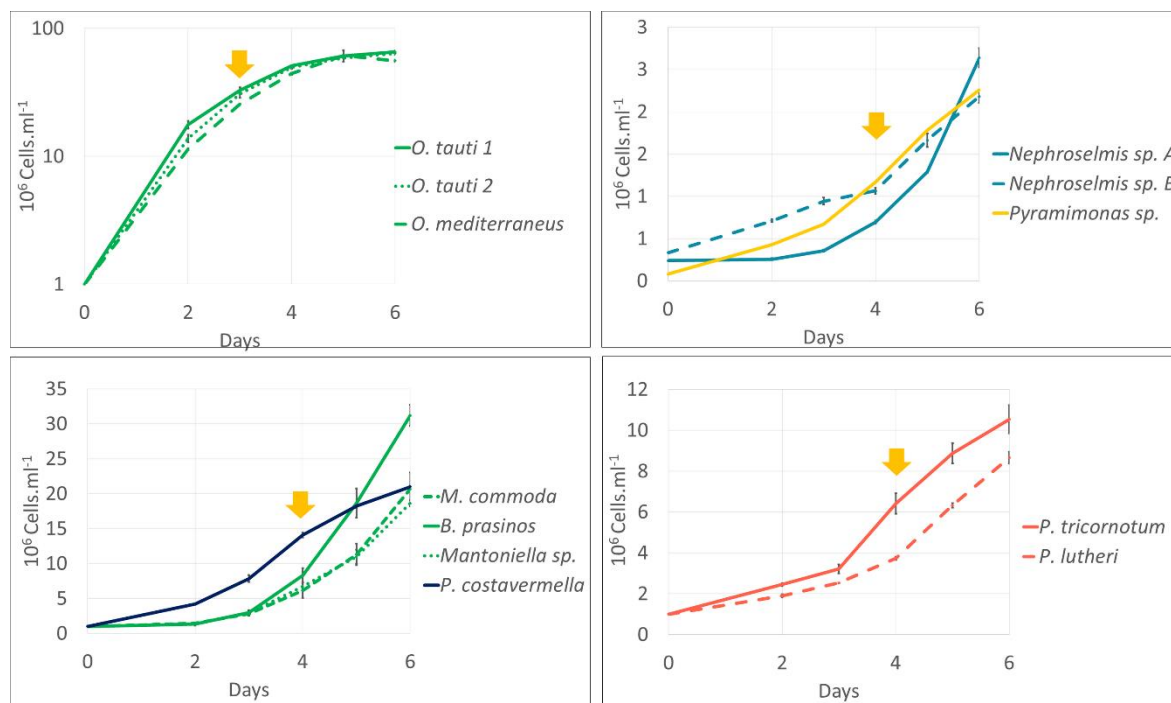 100
10
1
0
2
4
6
Days
10⁶ Cells.ml⁻¹
O. tauti 1
O. tauti 2
O. mediterraneus
3
3
2
2
1
1
0
0
2
4
6
Days
10⁶ Cells.ml⁻¹
Nephroselmis sp. A
Nephroselmis sp. B
Pyramimonas sp.
35
30
25
20
15
10
5
0
0
2
4
6
Days
10⁶ Cells.ml⁻¹
M. commoda
B. prasinos
Mantoniella sp.
P. costavermella
12
10
8
6
4
2
0
0
2
4
6
Days
10⁶ Cells.ml⁻¹
P. tricornotum
P. lutheri